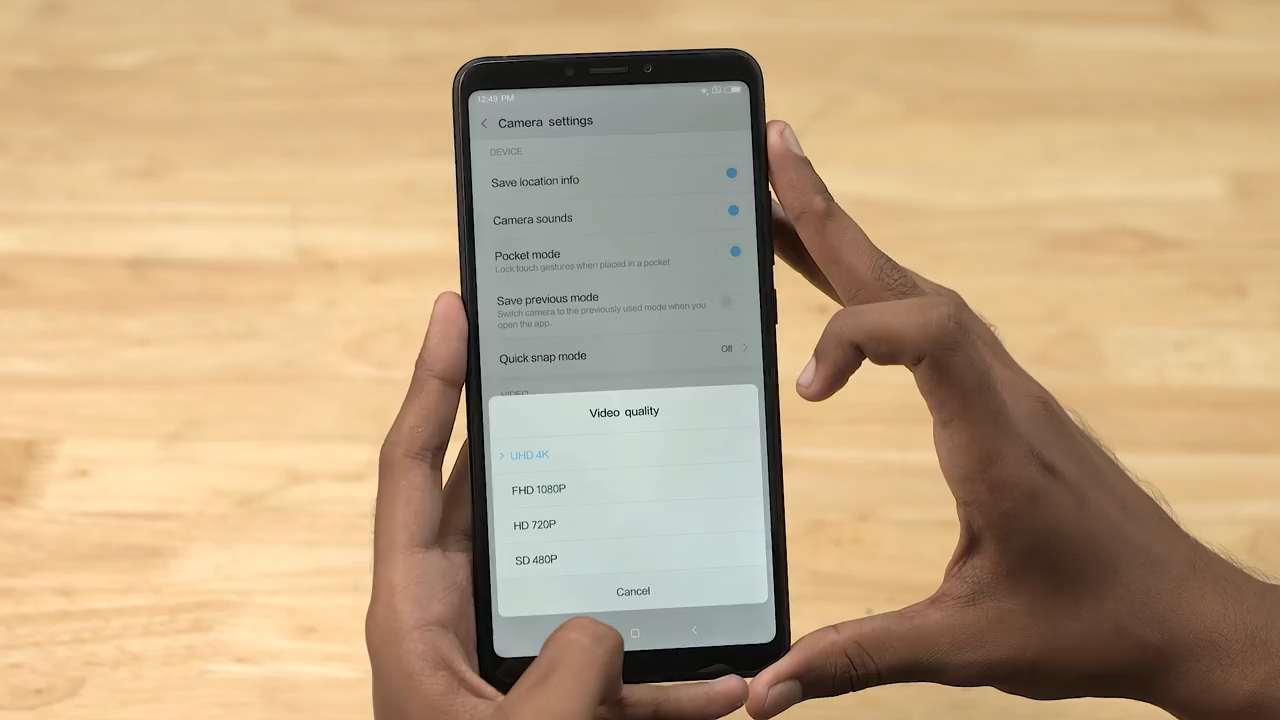 12:49 PM
Camera settings
DEVICE
Save location info
Camera sounds
Pocket mode
Lock touch gestures when placed in a pocket
Save previous mode
Switch camera to the previously used mode when you
open the app.
Quick snap mode
Off
VIDEO
Video quality
UHD 4K
FHD 1080P
HD 720P
SD 480P
Cancel